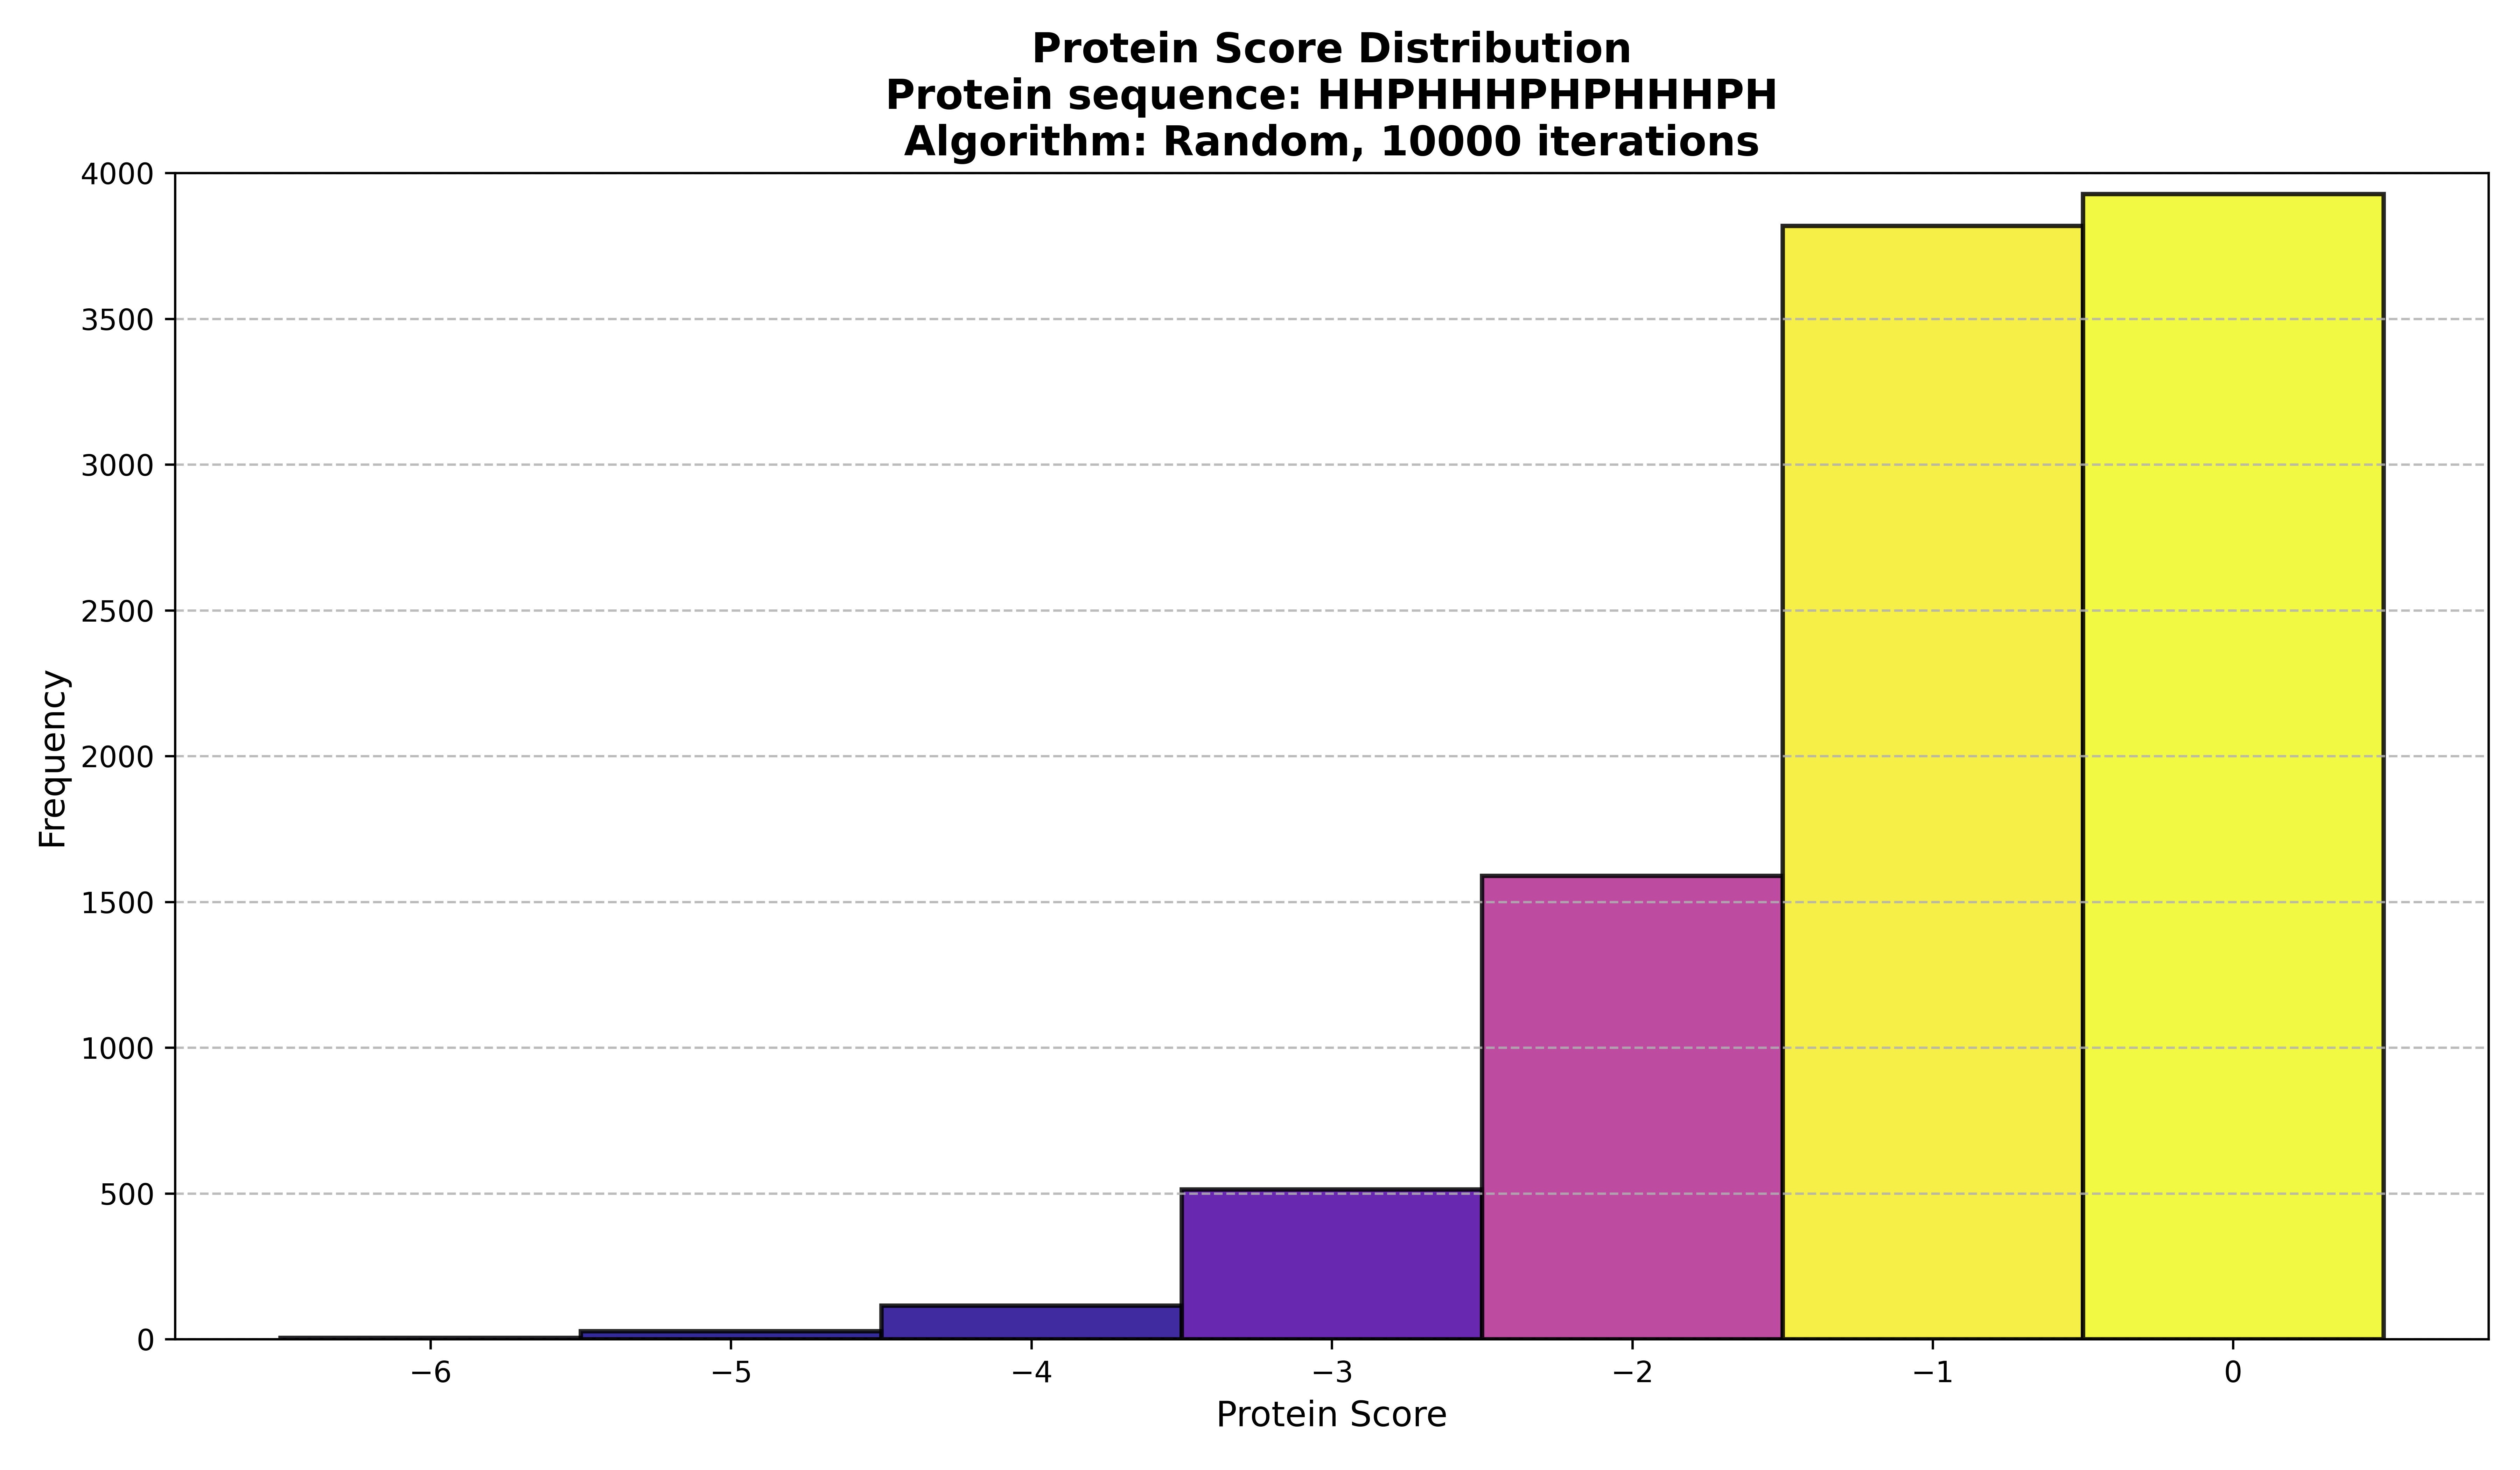 Protein Score Distribution
Protein sequence: HHPHHHPHPHHHPH
Algorithm: Random, 10000 iterations
4000
3500
3000
2500
2000
1500
1000
500
0
Frequency
−6 −5 −4 −3 −2 −1 0
Protein Score